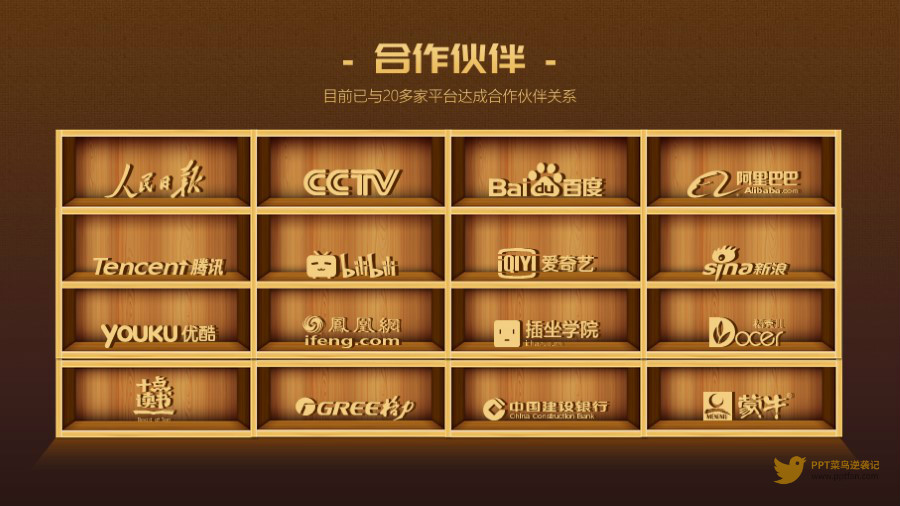 - 合作伙伴 -
目前已与20多家平台达成合作伙伴关系
人民日报
CCTV
Bai du 百度
阿里巴巴
Alibaba.com
Tencent 腾讯
bilibili
iQIYI 爱奇艺
sina 新浪
YOUKU 优酷
鳳凰網
ifeng.com
插坐学院
稻壳儿
Docer
十点
读书
GREE 格力
中国建设银行
China Construction Bank
蒙牛
PPT菜鸟逆袭记